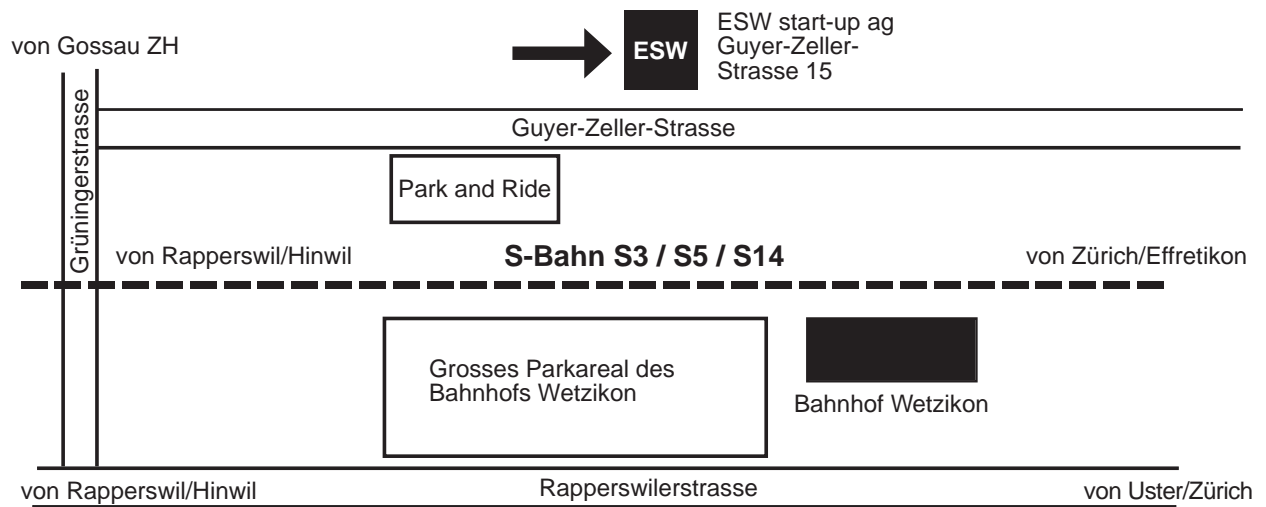 von Gossau ZH
ESW
ESW start-up ag
Guyer-Zeller-
Strasse 15
Grüningerstrasse
Guyer-Zeller-Strasse
Park and Ride
von Rapperswil/Hinwil
S-Bahn S3 / S5 / S14
von Zürich/Effretikon
Grosses Parkareal des
Bahnhofs Wetzikon
Bahnhof Wetzikon
von Rapperswil/Hinwil
Rapperswilerstrasse
von Uster/Zürich